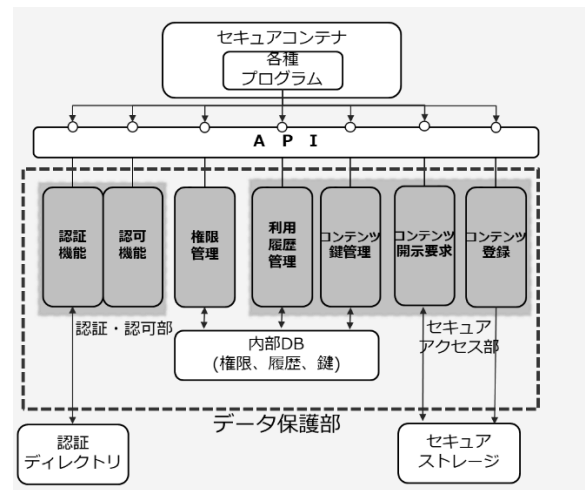 セキュアコンテナ
各種
プログラム
A P I
認証
機能
認可
機能
権限
管理
利用
履歴
管理
コンテンツ
鍵管理
コンテンツ
開示要求
コンテンツ
登録
認証・認可部
内部DB
(権限、履歴、鍵)
セキュア
アクセス部
データ保護部
認証
ディレクトリ
セキュア
ストレージ